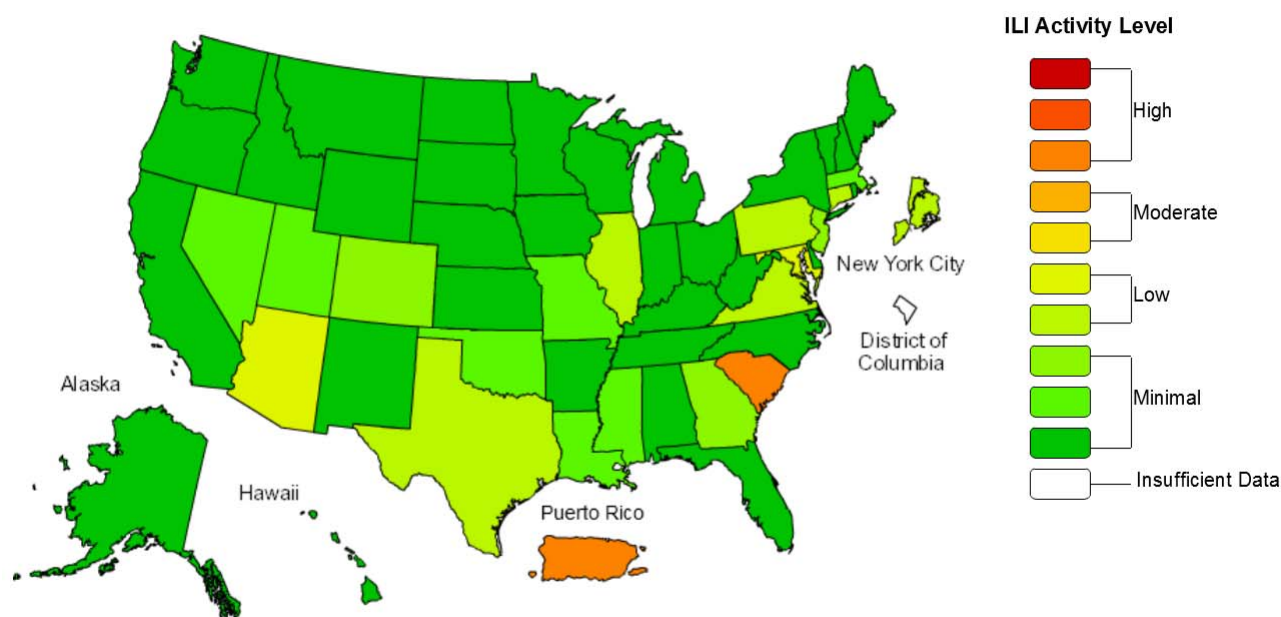 ILI Activity Level
High
Moderate
New York City
Low
District of
Columbia
Alaska
Minimal
Hawaii
Insufficient Data
Puerto Rico